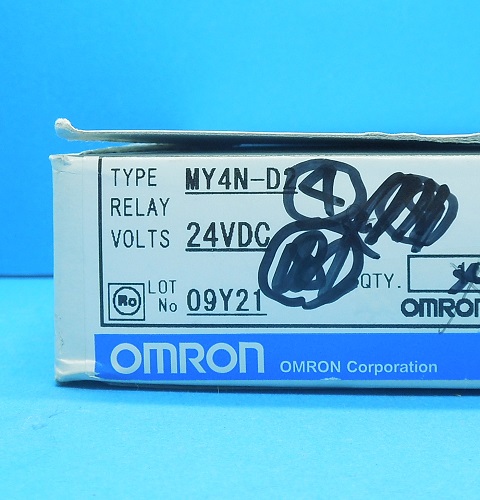 TYPE MY4N-D2
RELAY
VOLTS 24VDC
LOT No 09Y21
QTY.
OMRON
OMRON OMRON Corporation